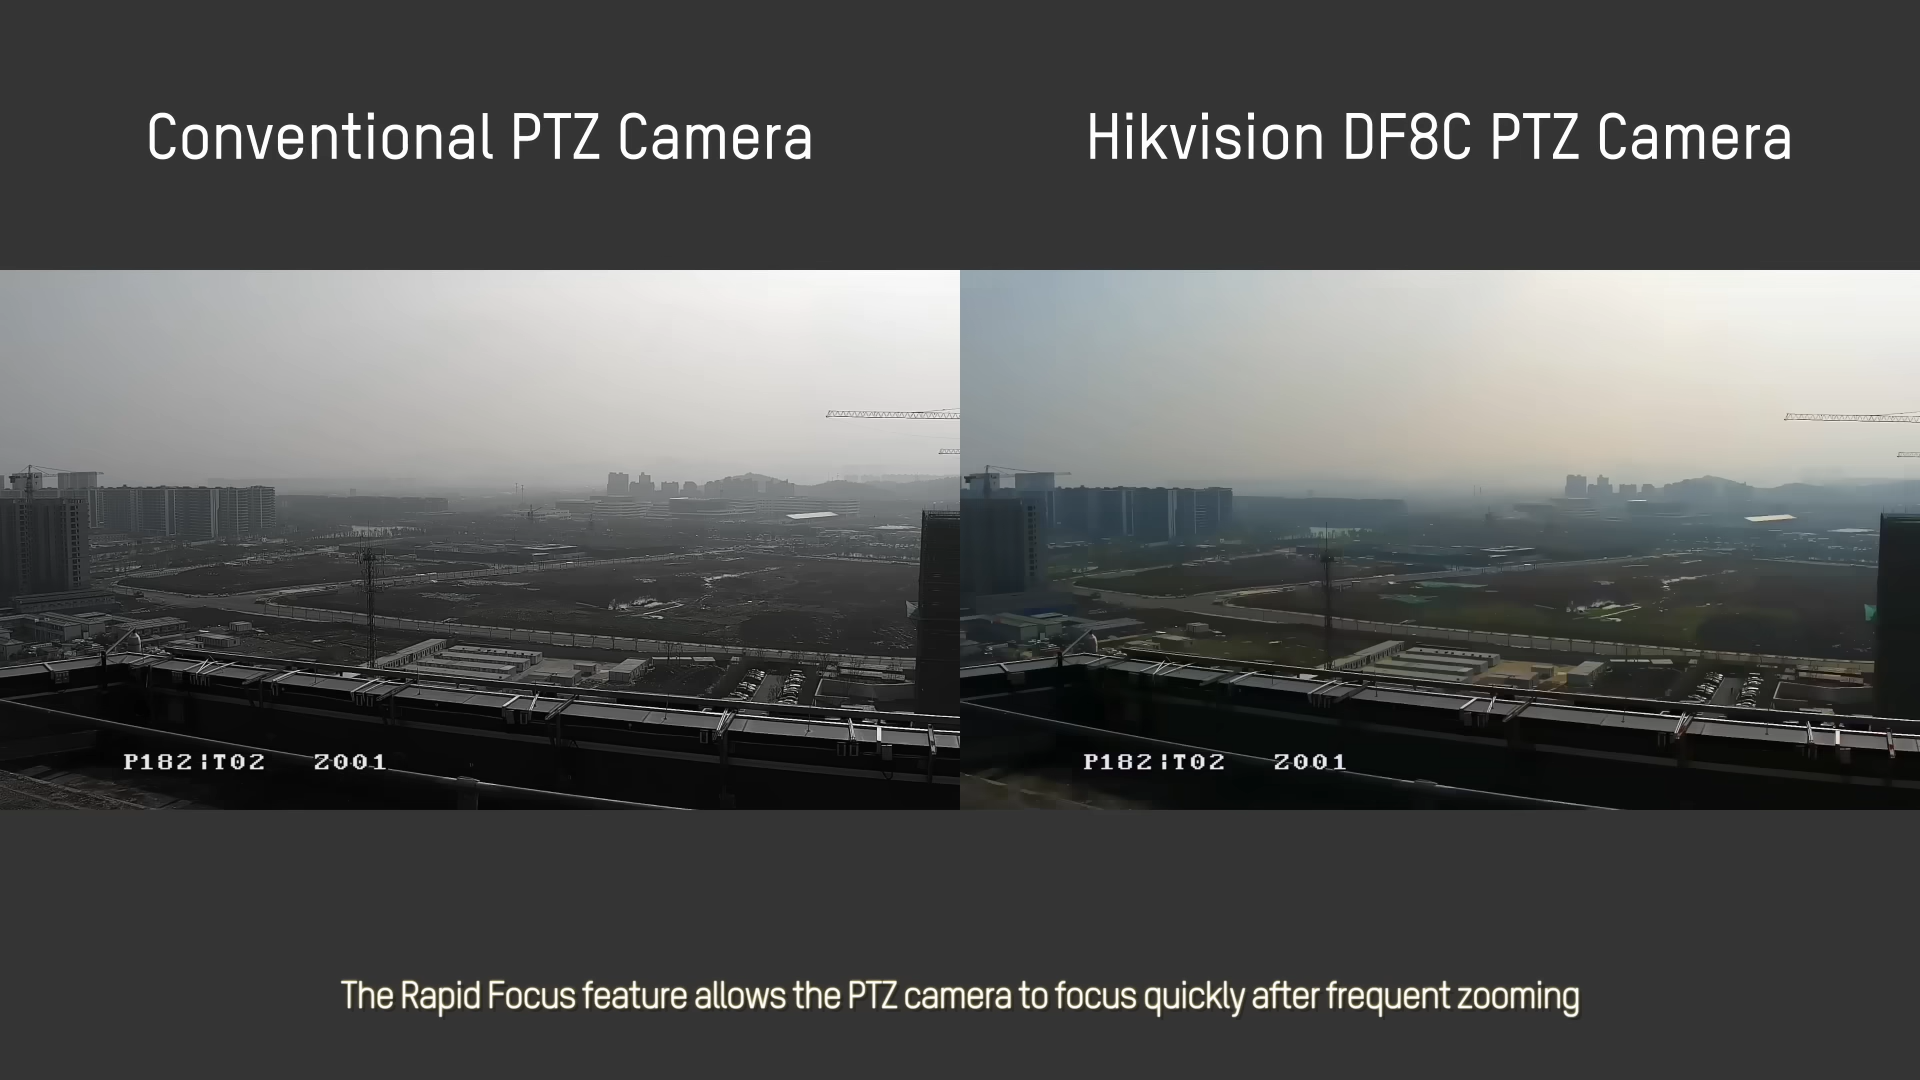 Conventional PTZ Camera
Hikvision DF8C PTZ Camera
P182|T02 Z001
P182|T02 Z001
The Rapid Focus feature allows the PTZ camera to focus quickly after frequent zooming